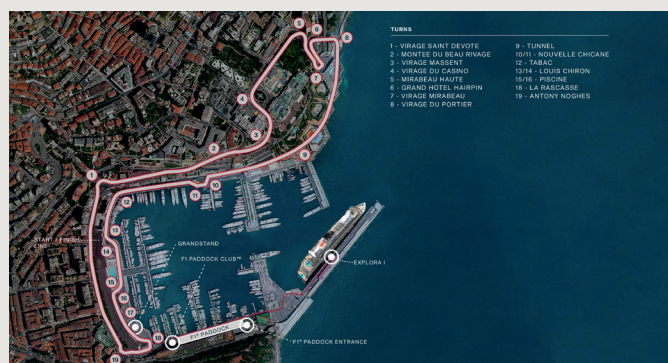 TURNS
1 - VIRAGE SAINT DEVOTE
2 - MONTEE DU BEAU RIVAGE
3 - VIRAGE MASSENT
4 - VIRAGE DU CASINO
5 - MIRABEAU HAUTE
6 - GRAND HOTEL HAIRPIN
7 - VIRAGE MIRABEAU
8 - VIRAGE DU PORTIER
9 - TUNNEL
10/11 - NOUVELLE CHICANE
12 - TABAC
13/14 - LOUIS CHIRON
15/16 - PISCINE
18 - LA RASCASSE
19 - ANTONY NOGHES
5
6
8
7
4
3
2
9
1
10
11
12
13
START / FINISH
LINE
14
GRANDSTAND
F1 PADDOCK CLUB™
EXPLORA I
15
16
17
18
F1® PADDOCK
F1® PADDOCK ENTRANCE
19